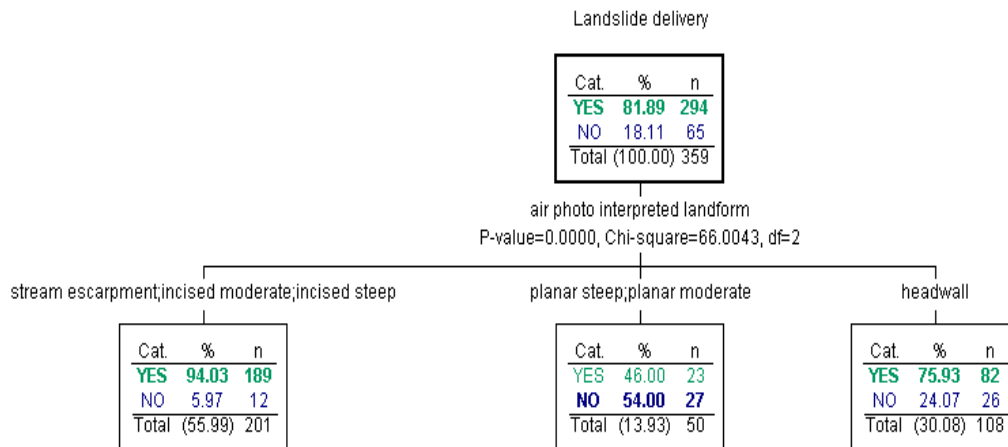 Landslide delivery
Cat. % n
YES 81.89 294
NO 18.11 65
Total (100.00) 359
air photo interpreted landform
P-value=0.0000, Chi-square=66.0043, df=2
stream escarpment;incised moderate;incised steep
Cat. % n
YES 94.03 189
NO 5.97 12
Total (55.99) 201
planar steep;planar moderate
Cat. % n
YES 46.00 23
NO 54.00 27
Total (13.93) 50
headwall
Cat. % n
YES 75.93 82
NO 24.07 26
Total (30.08) 108